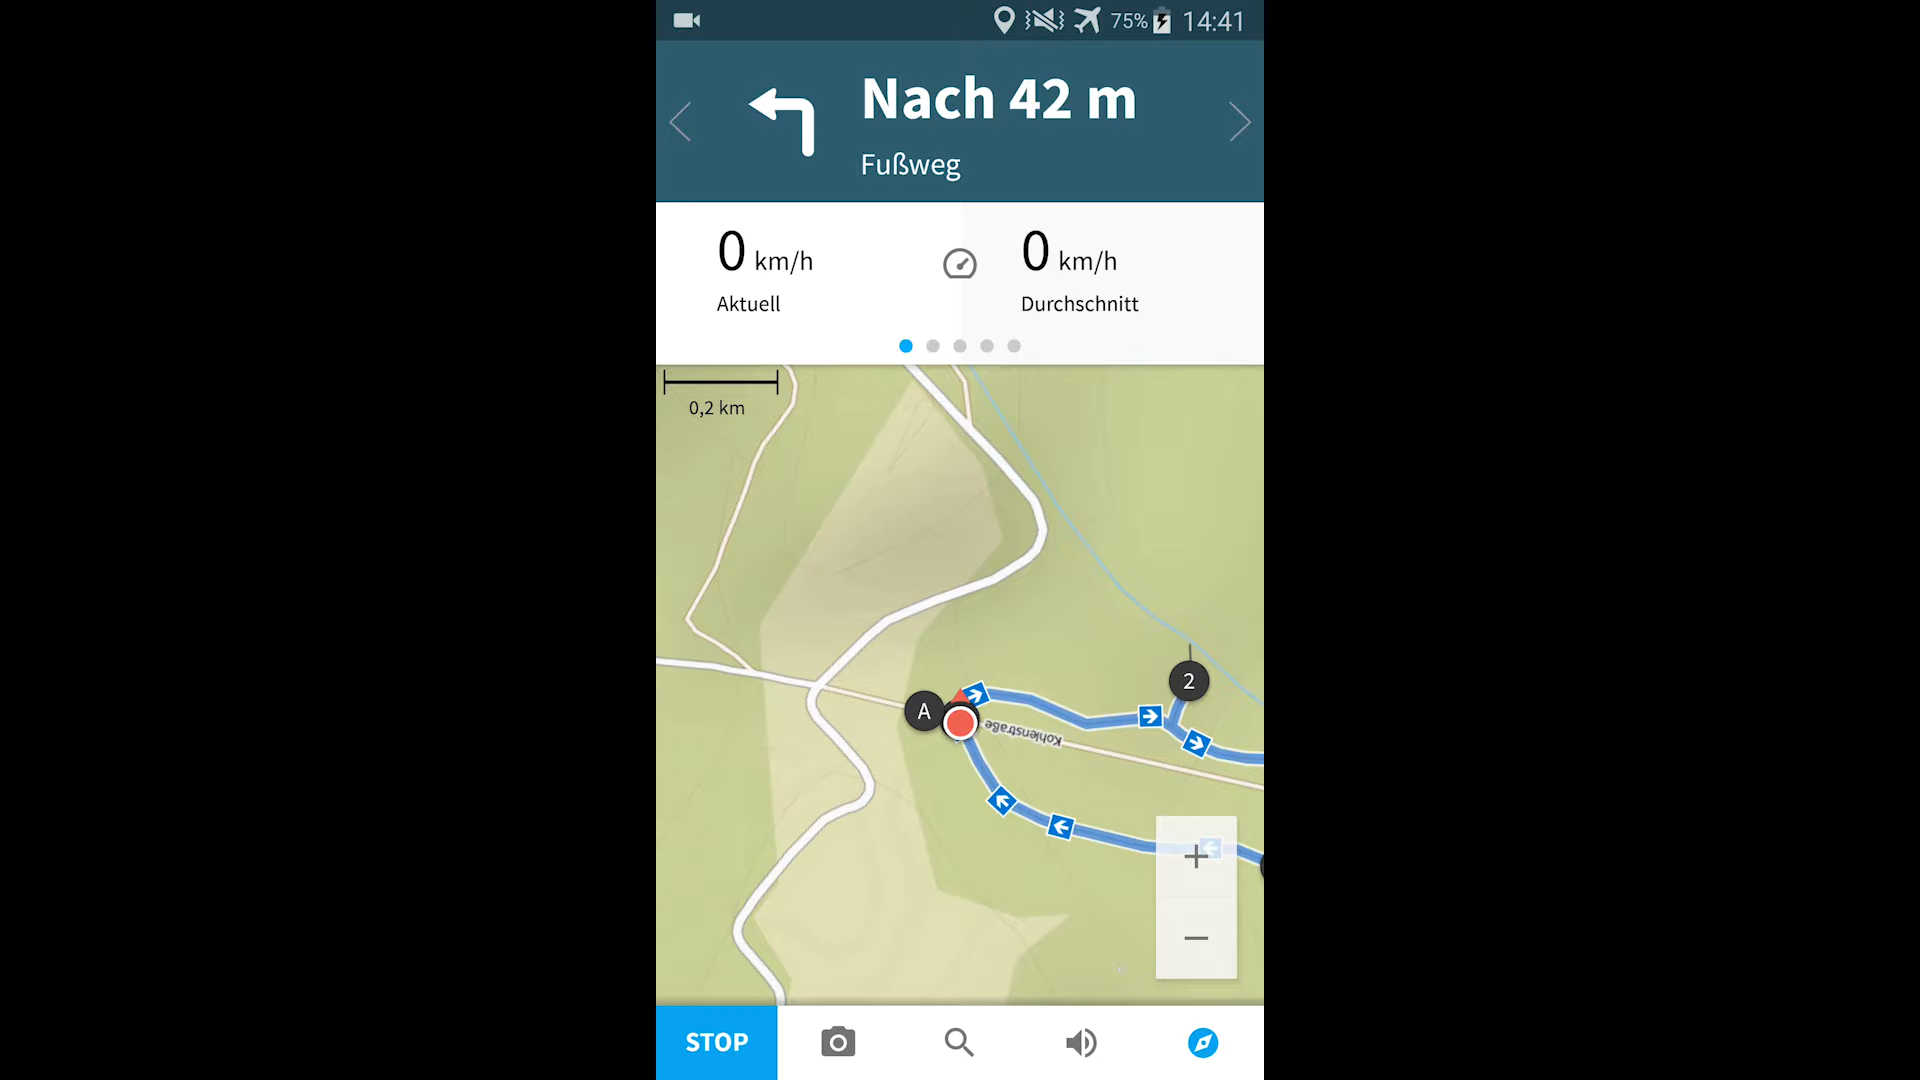 75% 14:41
Nach 42 m
Fußweg
0 km/h
Aktuell
0 km/h
Durchschnitt
0,2 km
2
A
Kohlenstraße
+
−
STOP